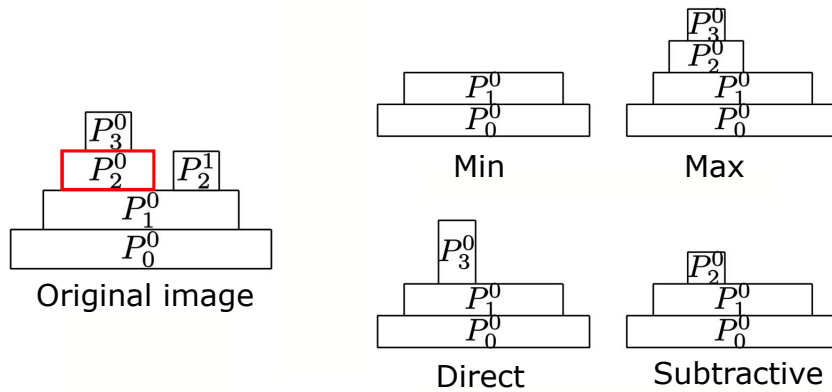 P_3^0
P_2^0 P_2^1
P_1^0
P_0^0
Original image
P_1^0
P_0^0
Min
P_3^0
P_2^0
P_1^0
P_0^0
Max
P_3^0
P_1^0
P_0^0
Direct
P_2^0
P_1^0
P_0^0
Subtractive